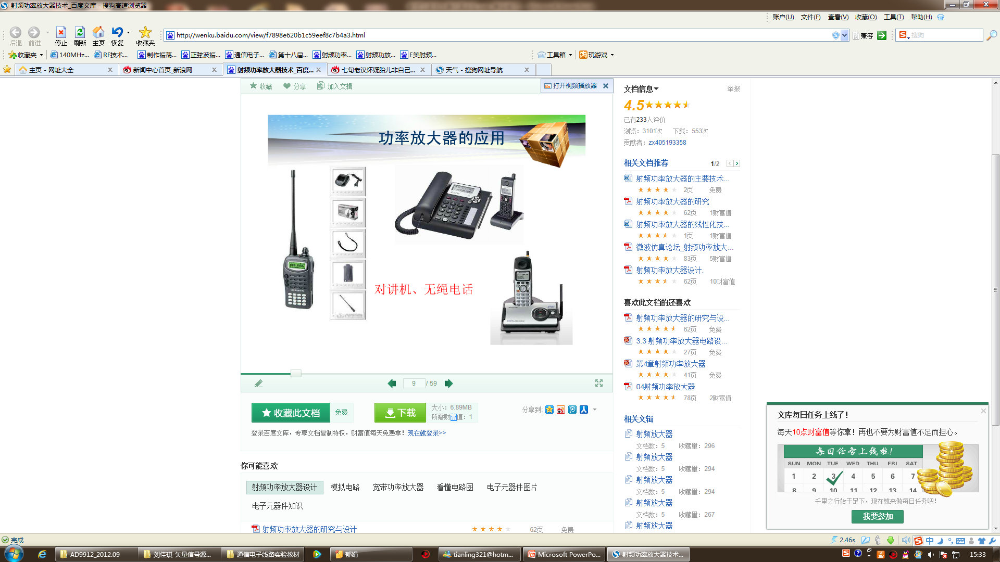 射频功率放大器技术_百度文库 - 搜狗高速浏览器
账户(U) 文件(F) 查看(V) 收藏(O) 工具(T) 帮助(H)
后退 前进 停止 刷新 主页 恢复 收藏夹
http://wenku.baidu.com/view/f7898e620b1c59eef8c7b4a3.html
兼容 搜狗
收藏夹 140MHz... RF技术... 制作振荡... 正弦波振... 通信电子... 第十八届... 射频功率... 射频功放... E类射频... 工具箱 玩游戏
主页 - 网址大全 新闻中心首页_新浪网 射频功率放大器技术_百度... 七旬老汉怀疑胎儿非自己... 天气 - 搜狗网址导航
收藏 分享 加入文辑 打开视频播放器
功率放大器的应用
对讲机、无绳电话
9 / 59
收藏此文档 免费 下载
大小：6.89MB
所需财富值：1
分享到:
登录百度文库，专享文档复制特权，财富值每天免费拿！现在就登录>>
你可能喜欢
射频功率放大器设计 模拟电路 宽带功率放大器 看懂电路图 电子元器件图片
电子元器件知识
射频功率放大器的研究与设计 62页 免费
文档信息 举报
4.5
已有233人评价
浏览：3101次 下载：553次
贡献者：zx405193358
相关文档推荐 1/2
射频功率放大器的主要技术...
2页 免费
射频功率放大器的研究
62页 1财富值
射频功率放大器的线性化技...
1页 1财富值
微波仿真论坛_射频功率放大...
83页 5财富值
射频功率放大器设计.
62页 10财富值
喜欢此文档的还喜欢
射频功率放大器的研究与设...
62页 免费
3.3 射频功率放大器电路设...
27页 免费
第4章射频功率放大器
41页 免费
04射频功率放大器
78页 2财富值
相关文辑
射频放大器
文档数：5 收藏量：296
射频放大器
文档数：5 收藏量：294
射频放大器
文档数：5 收藏量：294
射频放大器
文档数：5 收藏量：267
射频放大器
文库每日任务上线了！
每天10点财富值等你拿！再也不要为财富值不足而担心。
每日任务上线啦!
SUN MON TUE WED THU FRI SAT
1 2 3 4 5 6 7
8 9 10 11 12 13 14
千里之行始于足下，现在就来做每日任务吧！
我要参加
完成
2.46s 中
AD9912_2012.09 刘佳琪-矢量信号源... 通信电子线路实验教材 郁娟 tianling321@hotm... Microsoft PowerPo... 射频功率放大器技术...
15:33